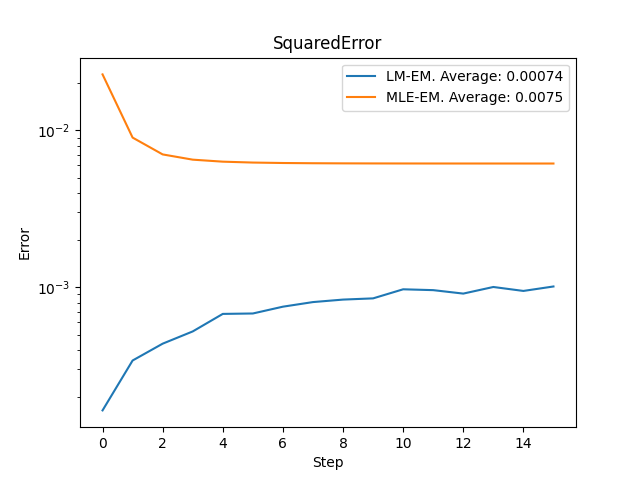 SquaredError
LM-EM. Average: 0.00074
MLE-EM. Average: 0.0075
Error
10⁻²
10⁻³
0 2 4 6 8 10 12 14
Step